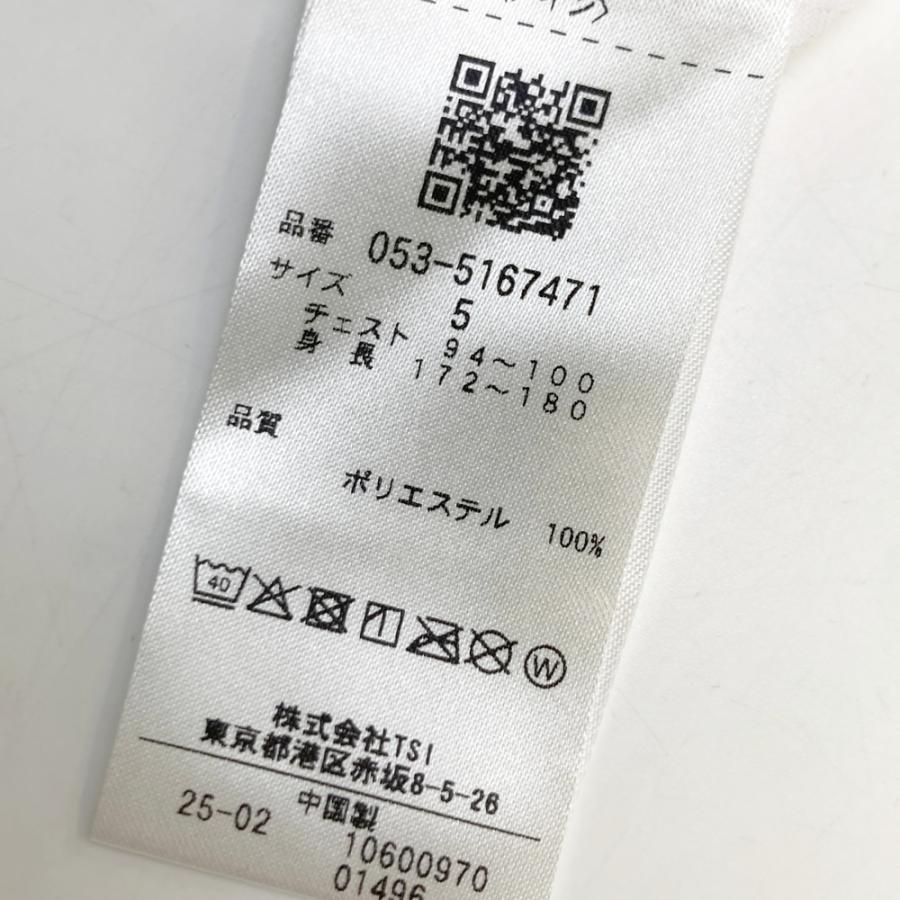 品番 053-5167471
サイズ 5
チェスト 94～100
身長 172～180
品質
ポリエステル 100%
40
W
株式会社TSI
東京都港区赤坂8-5-26
25-02 中国製
10600970
01496